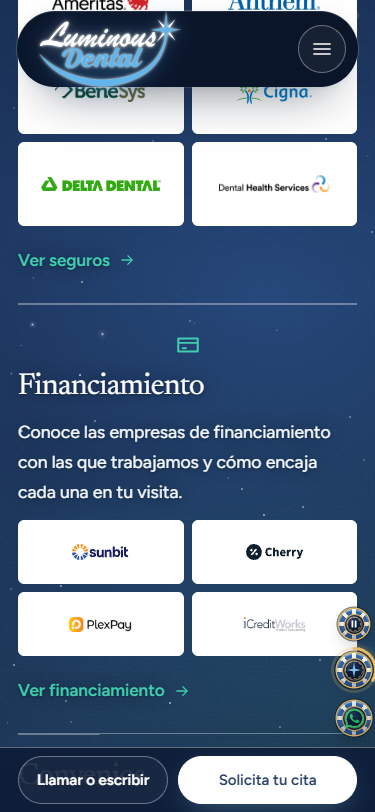 Ameritas
Anthem
Luminous
Dental
BeneSys
Cigna
DELTA DENTAL
Dental Health Services
Ver seguros →
Financiamiento
Conoce las empresas de financiamiento
con las que trabajamos y cómo encaja
cada una en tu visita.
sunbit
Cherry
PlexPay
iCreditWorks
Ver financiamiento →
Llamar o escribir
Solicita tu cita